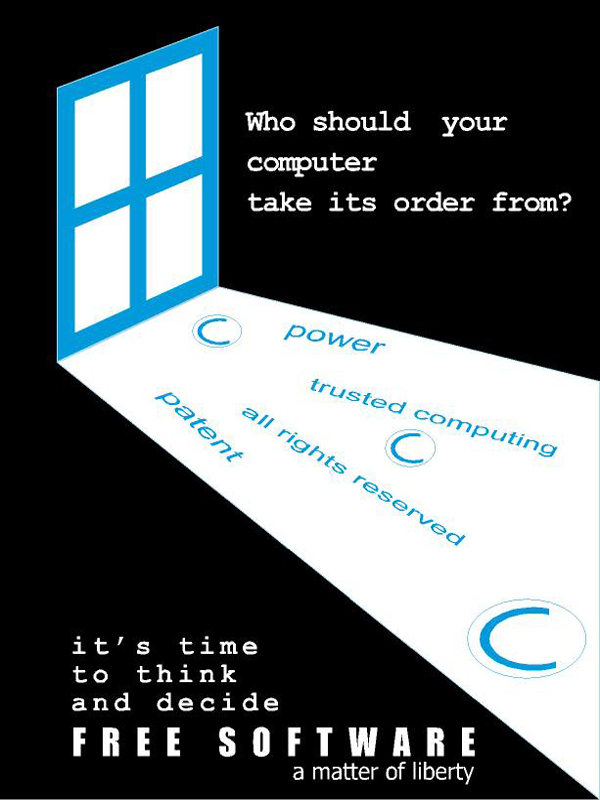 Who should your
computer
take its order from?
©
power
trusted computing
©
patent
all rights reserved
©
it's time
to think
and decide
FREE SOFTWARE
a matter of liberty